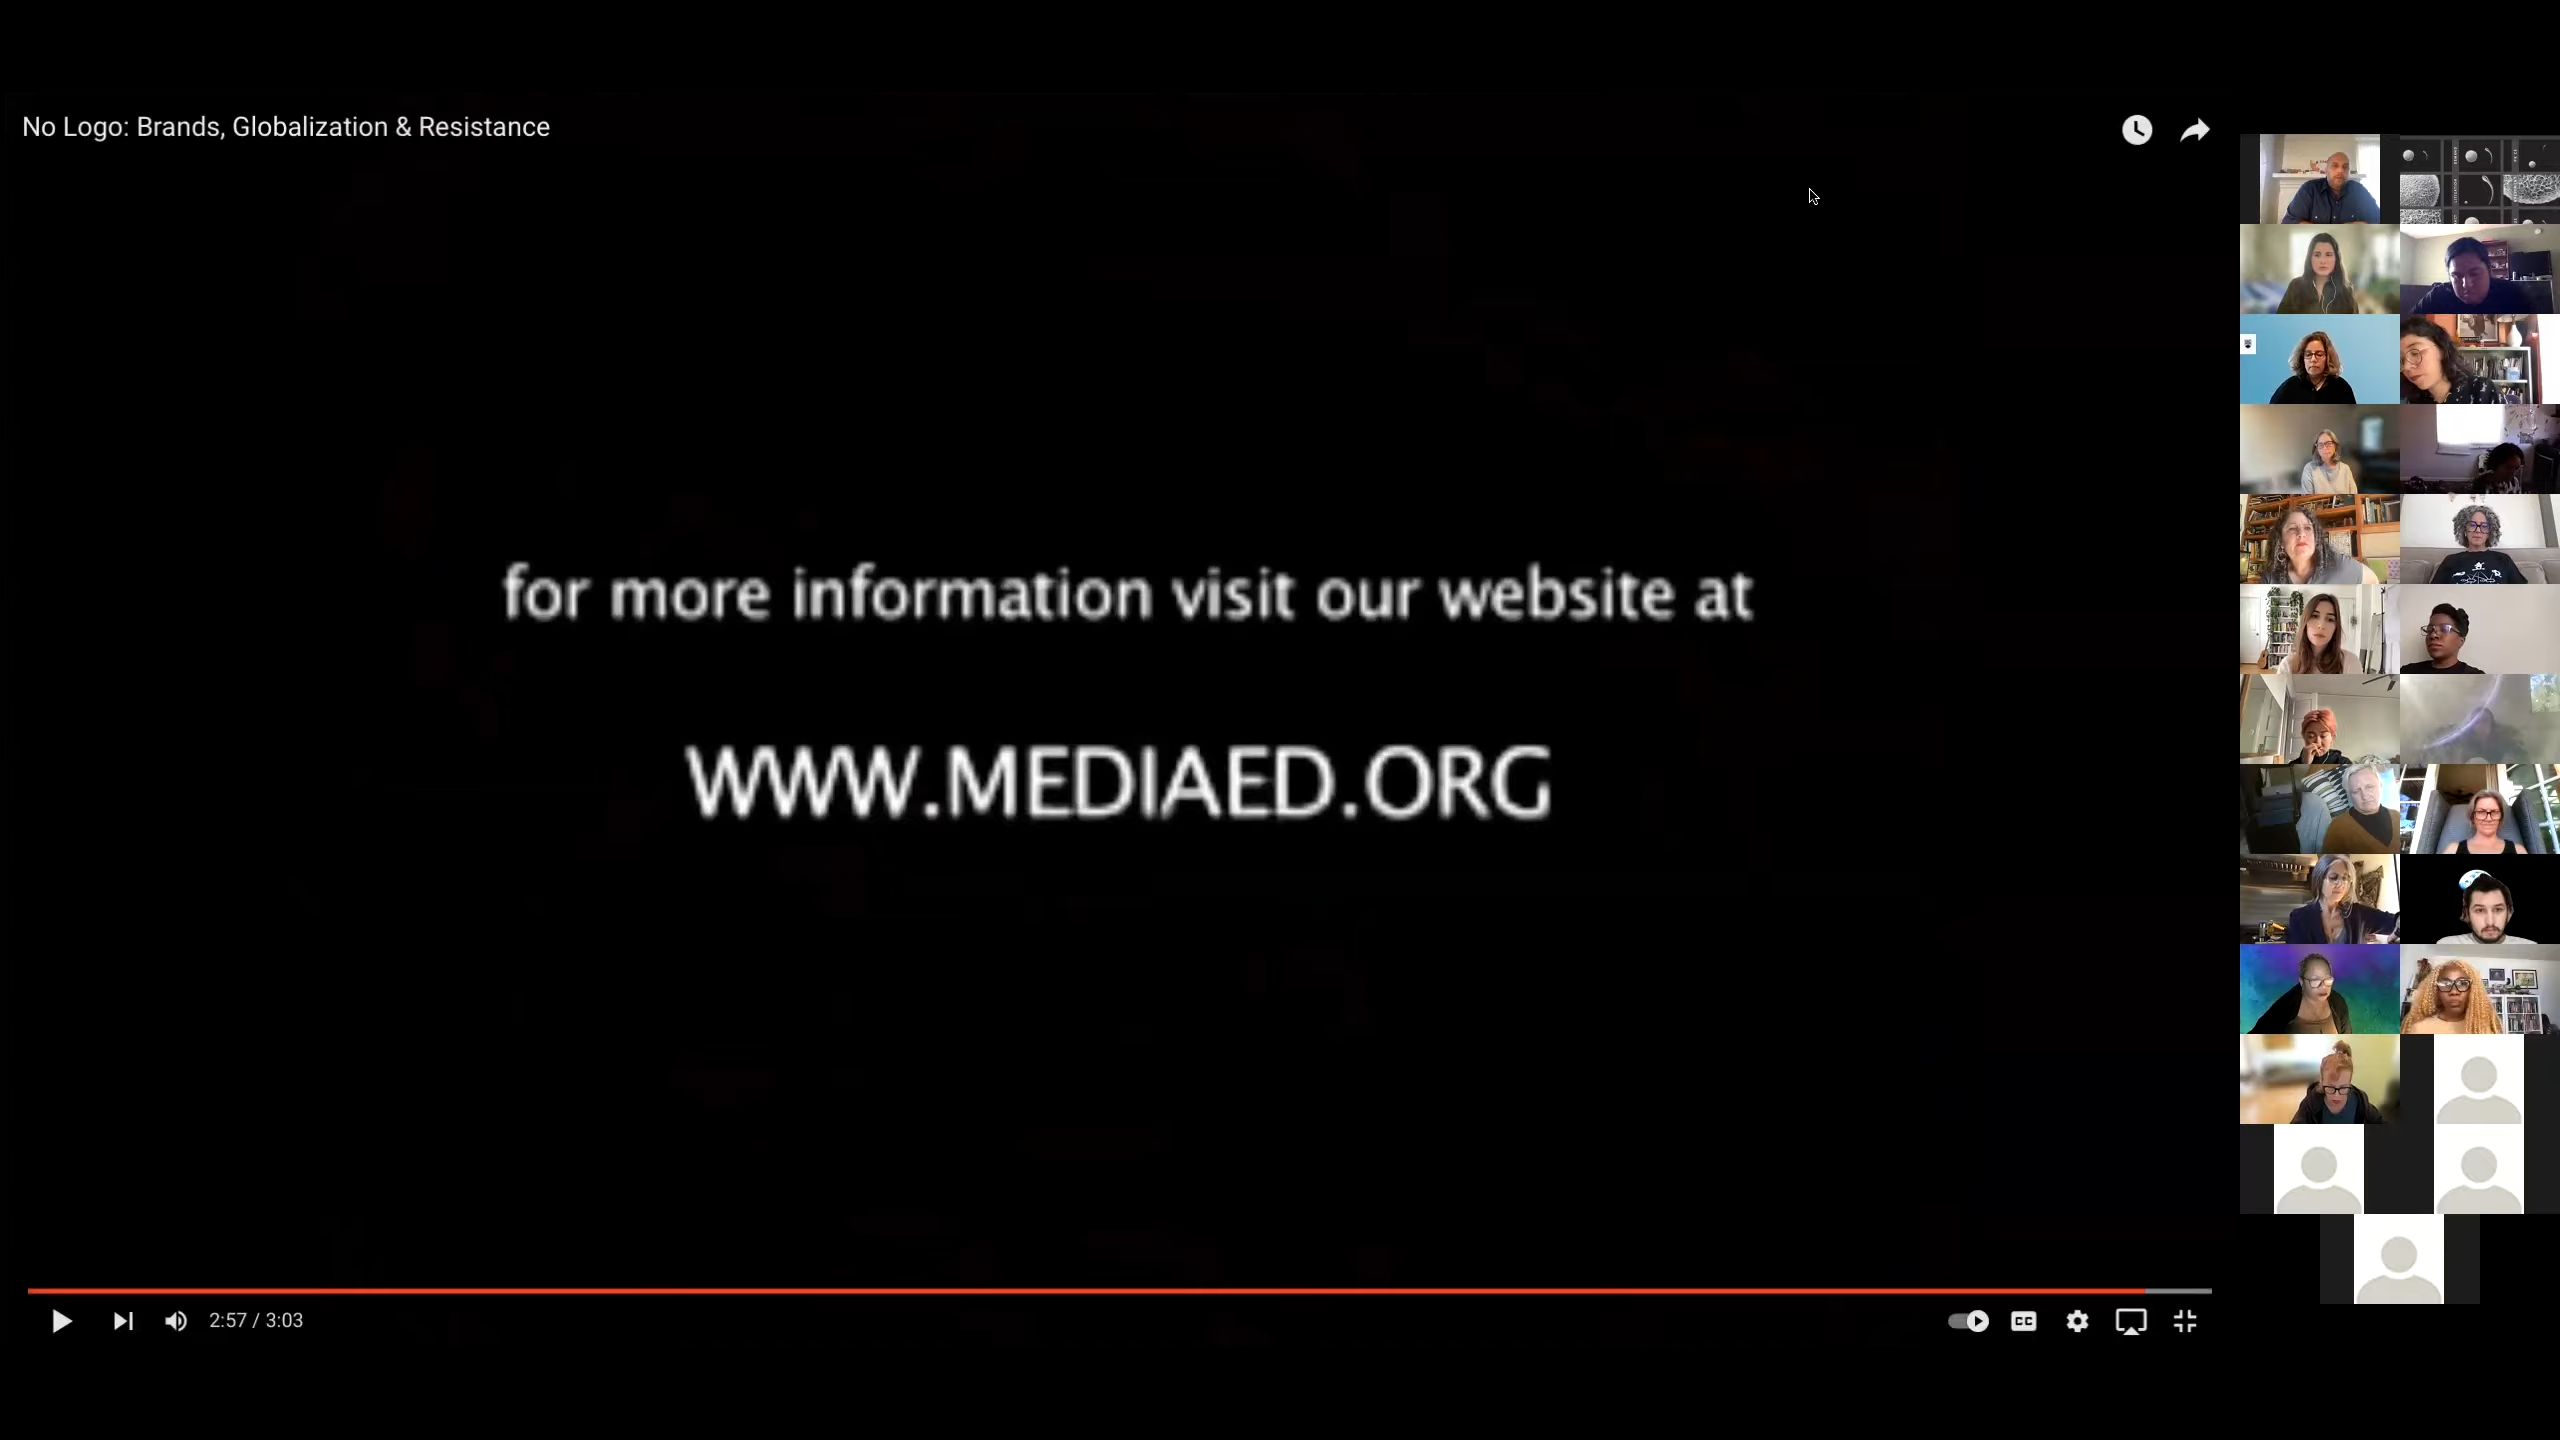 No Logo: Brands, Globalization & Resistance
for more information visit our website at
WWW.MEDIAED.ORG
2:57 / 3:03
CC